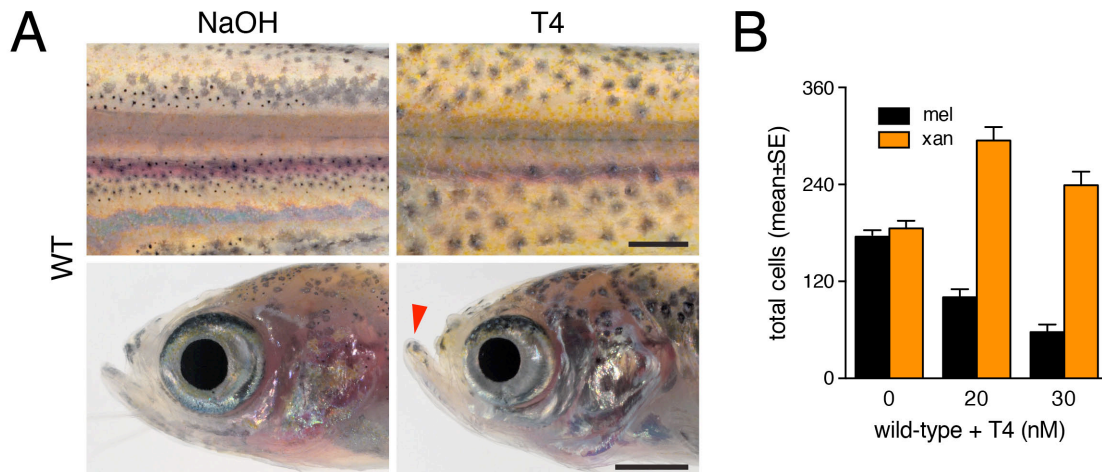 A
NaOH
T4
WT
B
360
240
120
0
total cells (mean±SE)
mel
xan
0
20
30
wild-type + T4 (nM)